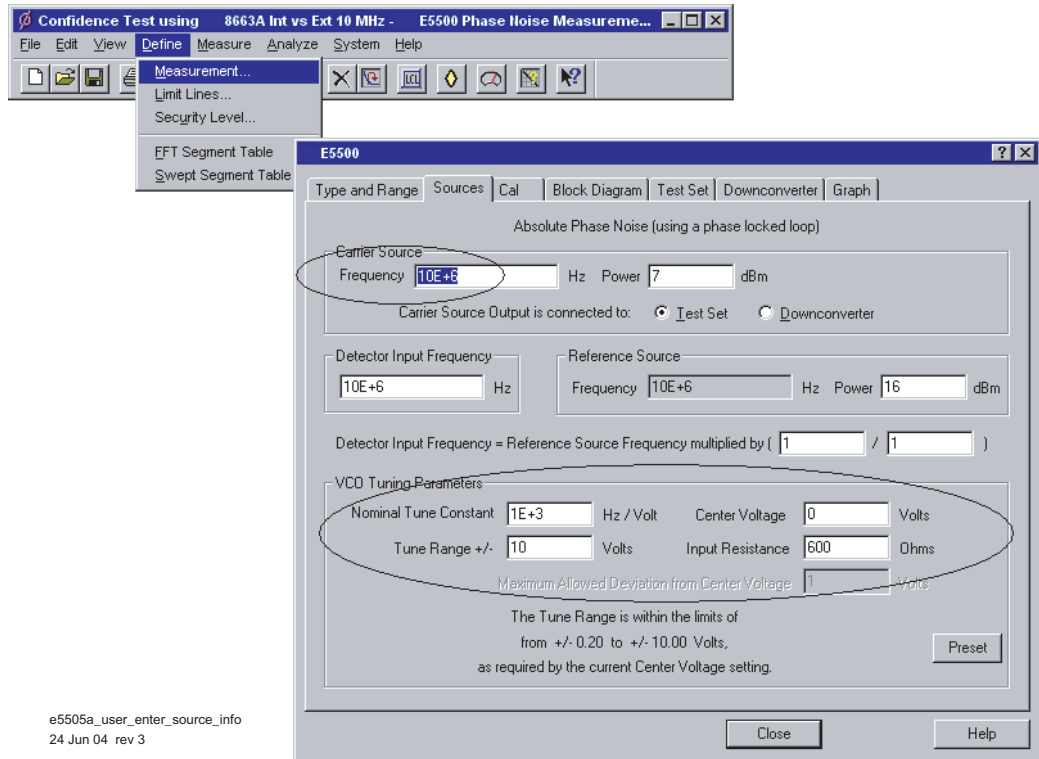 Confidence Test using 8663A Int vs Ext 10 MHz - E5500 Phase Noise Measureme...
File Edit View Define Measure Analyze System Help
Measurement...
Limit Lines...
Security Level...
FFT Segment Table
Swept Segment Table
E5500
Type and Range Sources Cal Block Diagram Test Set Downconverter Graph
Absolute Phase Noise (using a phase locked loop)
Carrier Source
Frequency 10E+6 Hz Power 7 dBm
Carrier Source Output is connected to: Test Set Downconverter
Detector Input Frequency
10E+6 Hz
Reference Source
Frequency 10E+6 Hz Power 16 dBm
Detector Input Frequency = Reference Source Frequency multiplied by ( 1 / 1 )
VCO Tuning Parameters
Nominal Tune Constant 1E+3 Hz / Volt Center Voltage 0 Volts
Tune Range +/- 10 Volts Input Resistance 600 Ohms
Maximum Allowed Deviation from Center Voltage 1 Volts
The Tune Range is within the limits of
from +/- 0.20 to +/- 10.00 Volts,
as required by the current Center Voltage setting.
Preset
Close Help
e5505a_user_enter_source_info
24 Jun 04 rev 3